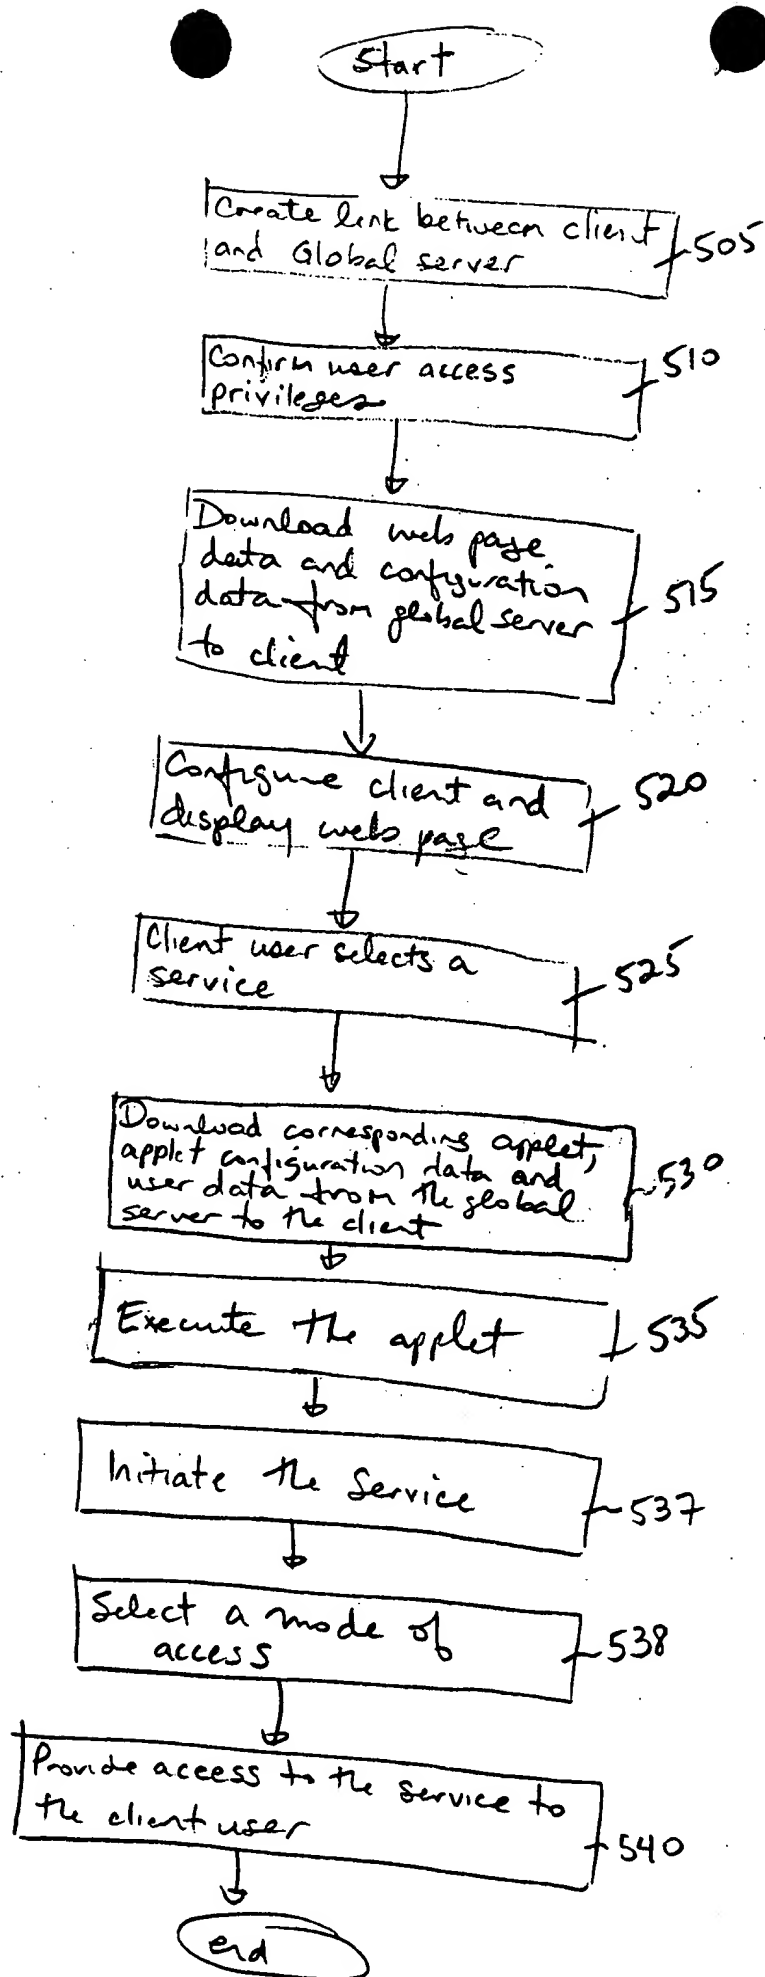 Start
Create link between client
and Global server
505
Confirm user access
privileges
510
Download web page
data and configuration
data from global server
to client
515
Configure client and
display web page
520
Client user selects a
service
525
Download corresponding applet,
applet configuration data and
user data from the global
server to the client
530
Execute the applet
535
Initiate the Service
537
Select a mode of
access
538
Provide access to the service to
the client user
540
end